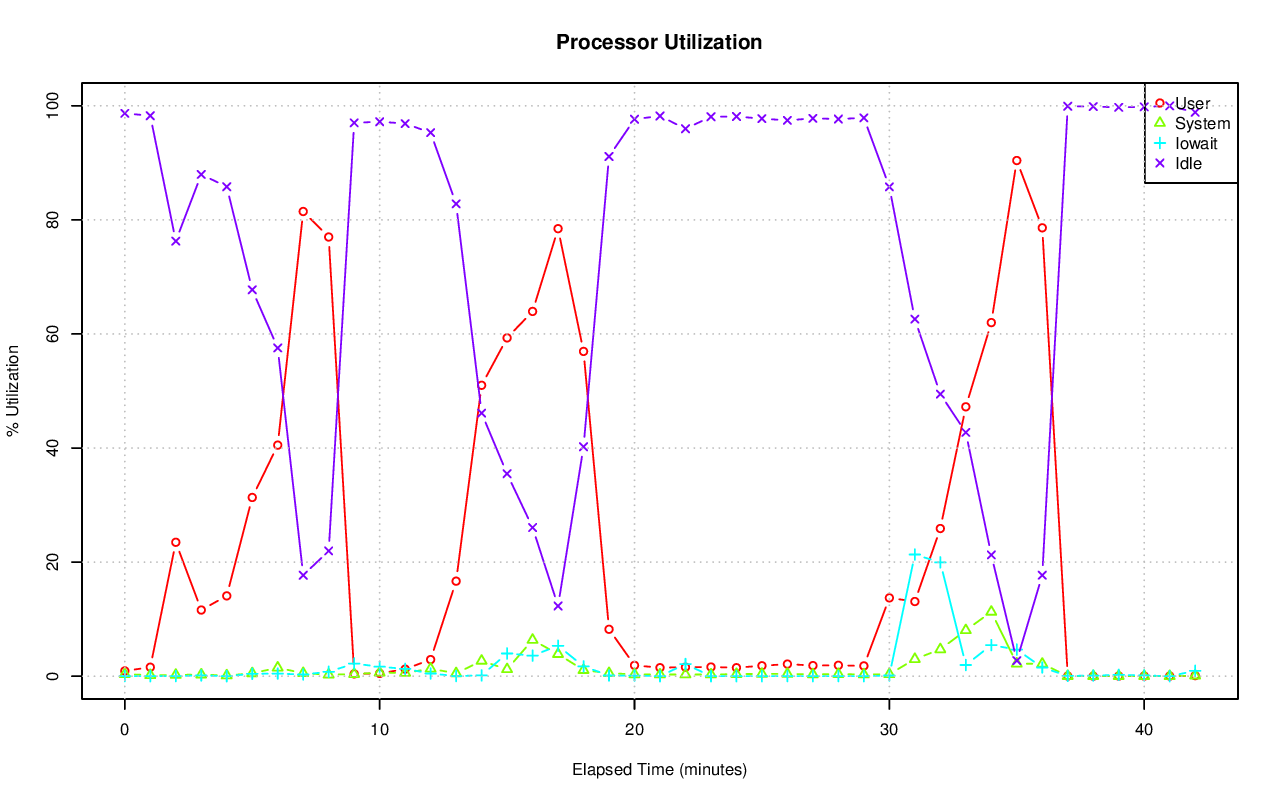 Processor Utilization
% Utilization
100
80
60
40
20
0
User
System
Iowait
Idle
0 10 20 30 40
Elapsed Time (minutes)